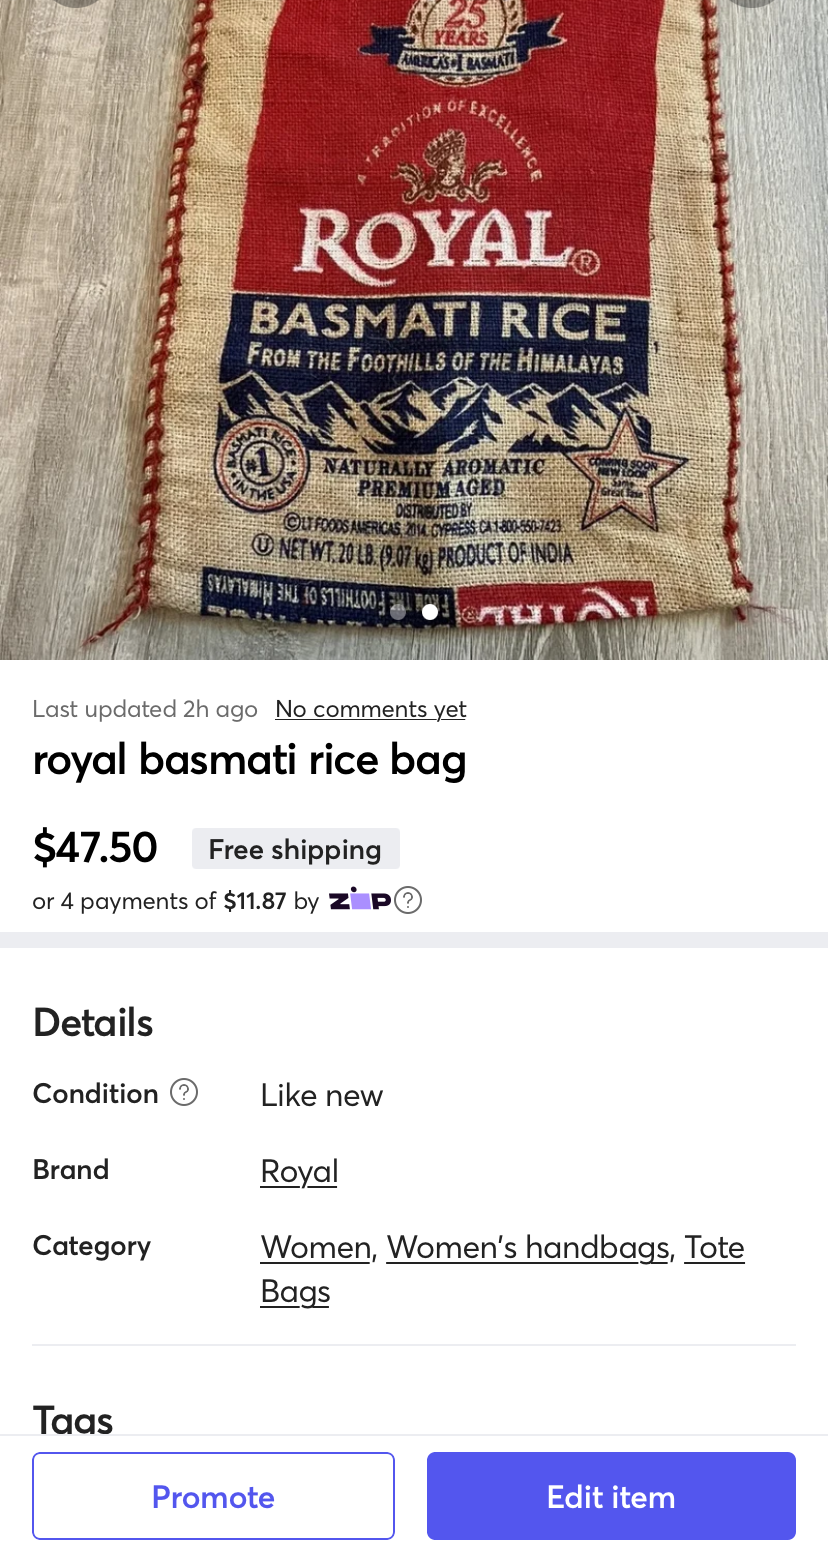 25
YEARS
AMERICA'S #1 BASMATI
A TRADITION OF EXCELLENCE
ROYAL®
BASMATI RICE
FROM THE FOOTHILLS OF THE HIMALAYAS
BASMATI RICE
#1
IN THE USA
COMING SOON
NEW LOOK
Same
Great Taste
NATURALLY AROMATIC
PREMIUM AGED
DISTRIBUTED BY
©LT FOODS AMERICAS, 2014, CYPRESS, CA 1-800-550-7423
Ⓤ NET WT. 20 LB. (9.07 kg) PRODUCT OF INDIA
FROM THE FOOTHILLS OF THE HIMALAYAS
Last updated 2h ago No comments yet
royal basmati rice bag
$47.50 Free shipping
or 4 payments of $11.87 by zip ?
Details
Condition ? Like new
Brand Royal
Category Women, Women's handbags, Tote
Bags
Tags
Promote Edit item